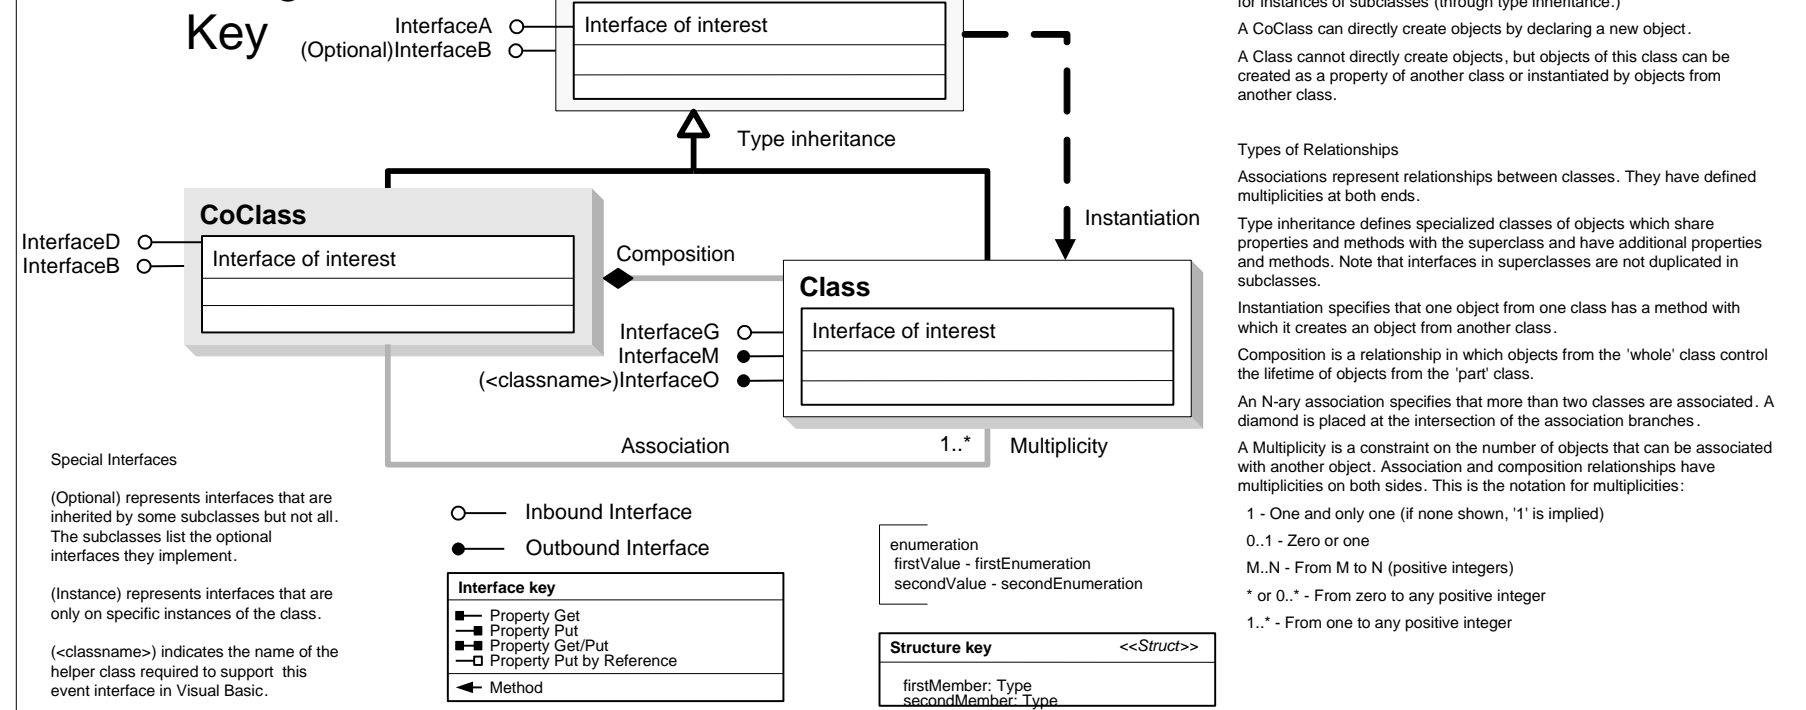 Key
InterfaceA
(Optional)InterfaceB
Interface of interest
Type inheritance
CoClass
InterfaceD
InterfaceB
Interface of interest
Composition
Instantiation
Class
InterfaceG
InterfaceM
(<classname>)InterfaceO
Interface of interest
Association
1..*
Multiplicity
Special Interfaces
(Optional) represents interfaces that are
inherited by some subclasses but not all.
The subclasses list the optional
interfaces they implement.
(Instance) represents interfaces that are
only on specific instances of the class.
(<classname>) indicates the name of the
helper class required to support this
event interface in Visual Basic.
Inbound Interface
Outbound Interface
Interface key
Property Get
Property Put
Property Get/Put
Property Put by Reference
Method
enumeration
firstValue - firstEnumeration
secondValue - secondEnumeration
Structure key <<Struct>>
firstMember: Type
secondMember: Type
for instances of subclasses (through type inheritance.)
A CoClass can directly create objects by declaring a new object.
A Class cannot directly create objects, but objects of this class can be
created as a property of another class or instantiated by objects from
another class.
Types of Relationships
Associations represent relationships between classes. They have defined
multiplicities at both ends.
Type inheritance defines specialized classes of objects which share
properties and methods with the superclass and have additional properties
and methods. Note that interfaces in superclasses are not duplicated in
subclasses.
Instantiation specifies that one object from one class has a method with
which it creates an object from another class.
Composition is a relationship in which objects from the 'whole' class control
the lifetime of objects from the 'part' class.
An N-ary association specifies that more than two classes are associated. A
diamond is placed at the intersection of the association branches.
A Multiplicity is a constraint on the number of objects that can be associated
with another object. Association and composition relationships have
multiplicities on both sides. This is the notation for multiplicities:
1 - One and only one (if none shown, '1' is implied)
0..1 - Zero or one
M..N - From M to N (positive integers)
* or 0..* - From zero to any positive integer
1..* - From one to any positive integer